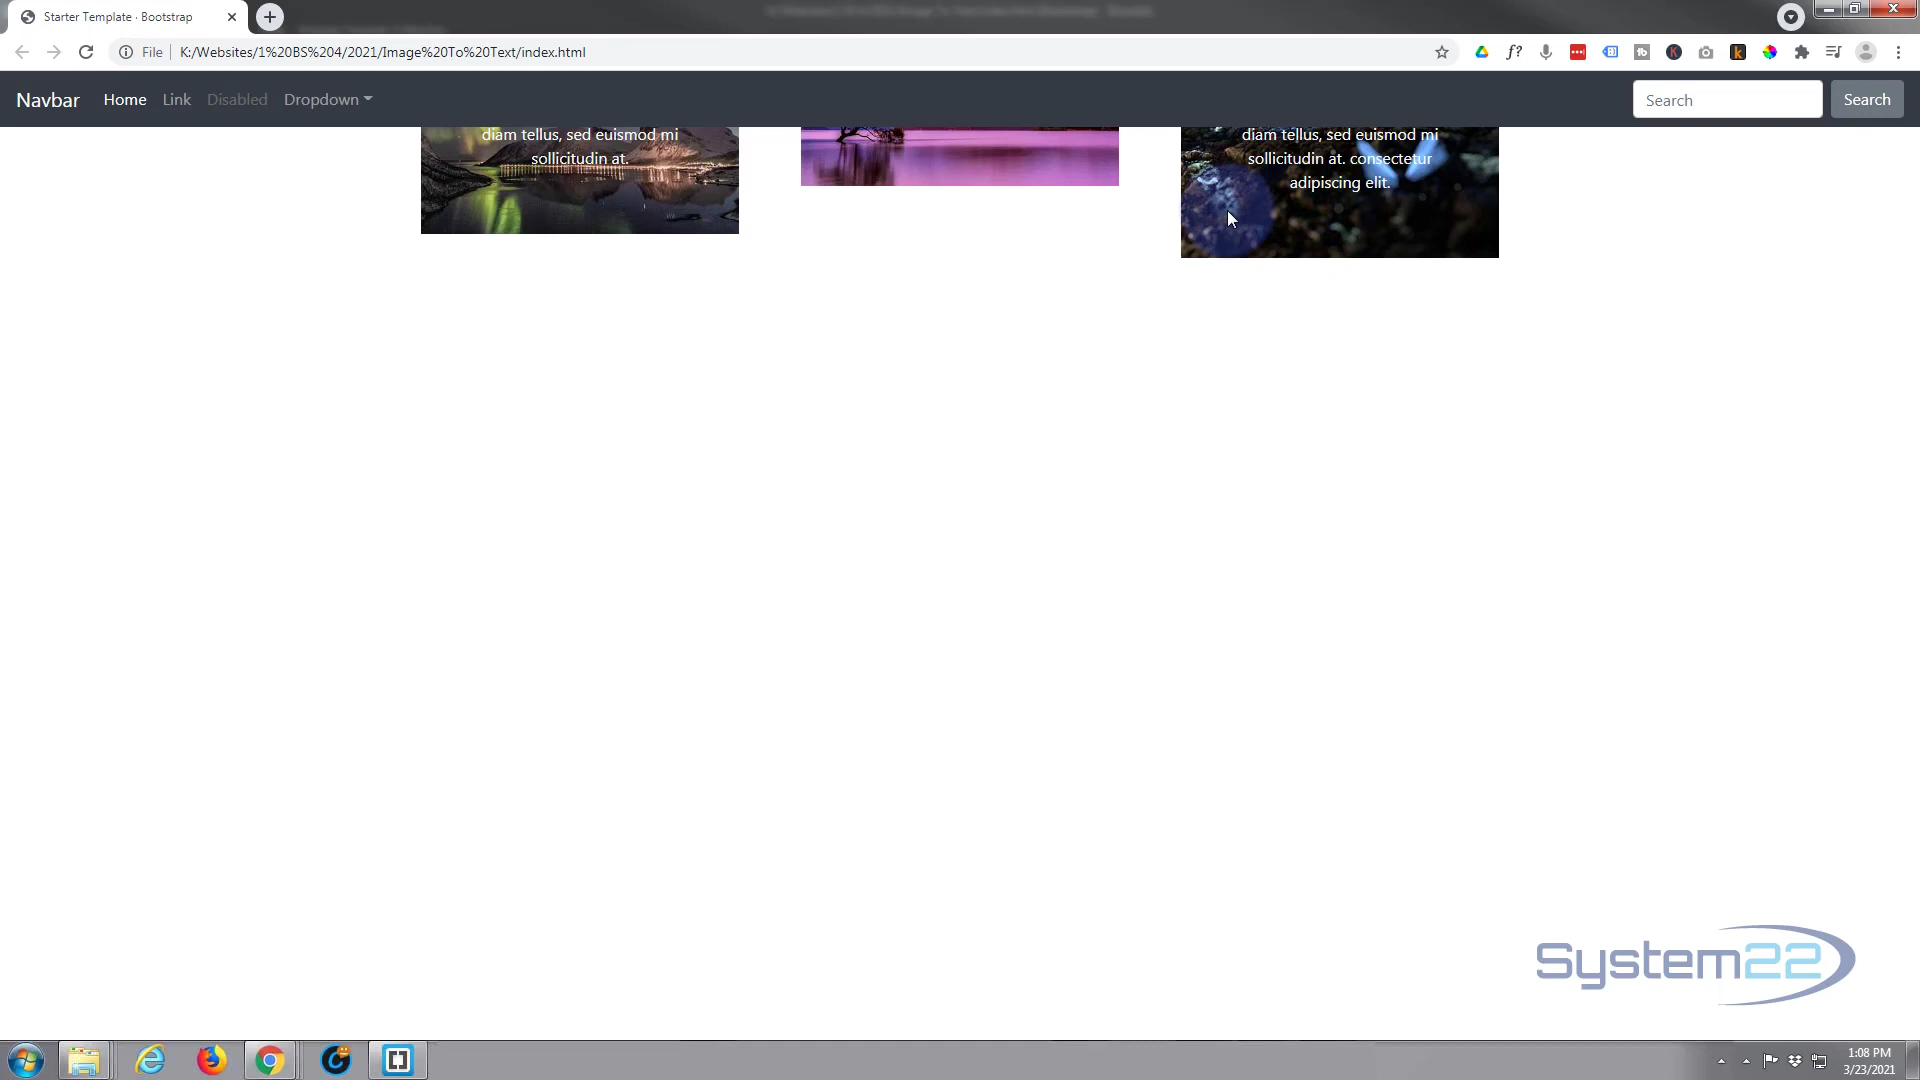 Starter Template · Bootstrap
File K:/Websites/1%20BS%204/2021/Image%20To%20Text/index.html
Navbar Home Link Disabled Dropdown Search Search
diam tellus, sed euismod mi
sollicitudin at.
diam tellus, sed euismod mi
sollicitudin at. consectetur
adipiscing elit.
System22
1:08 PM
3/23/2021